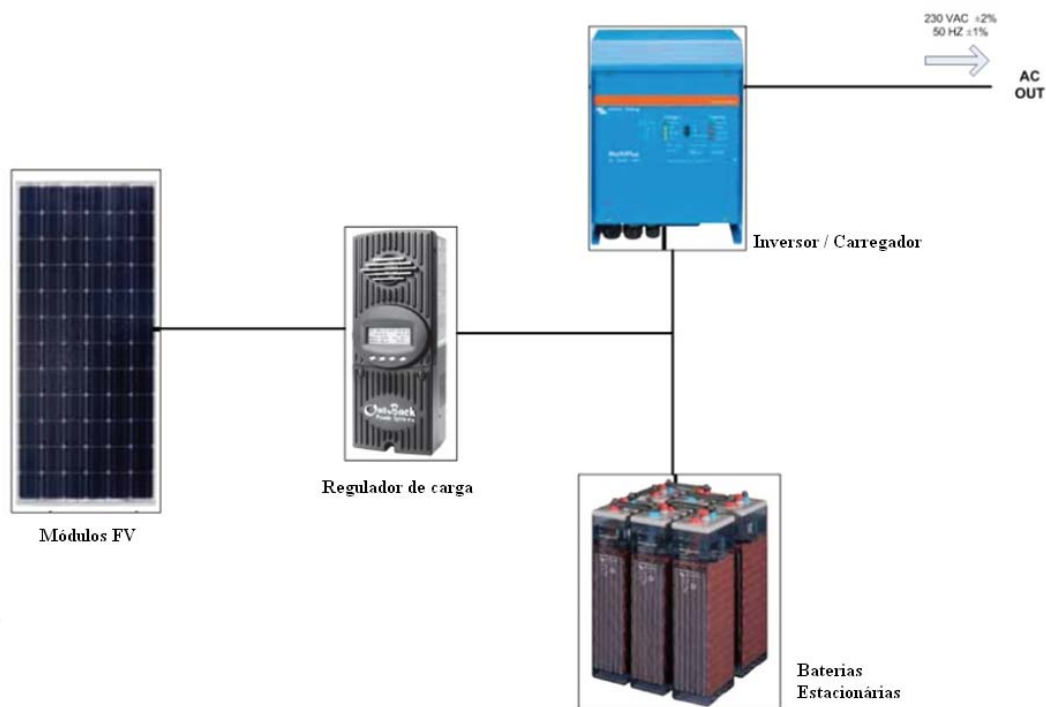 230 VAC ±2%
50 HZ ±1%
AC
OUT
Inversor / Carregador
OutBack
Power Systems
Regulador de carga
Módulos FV
Baterias
Estacionárias